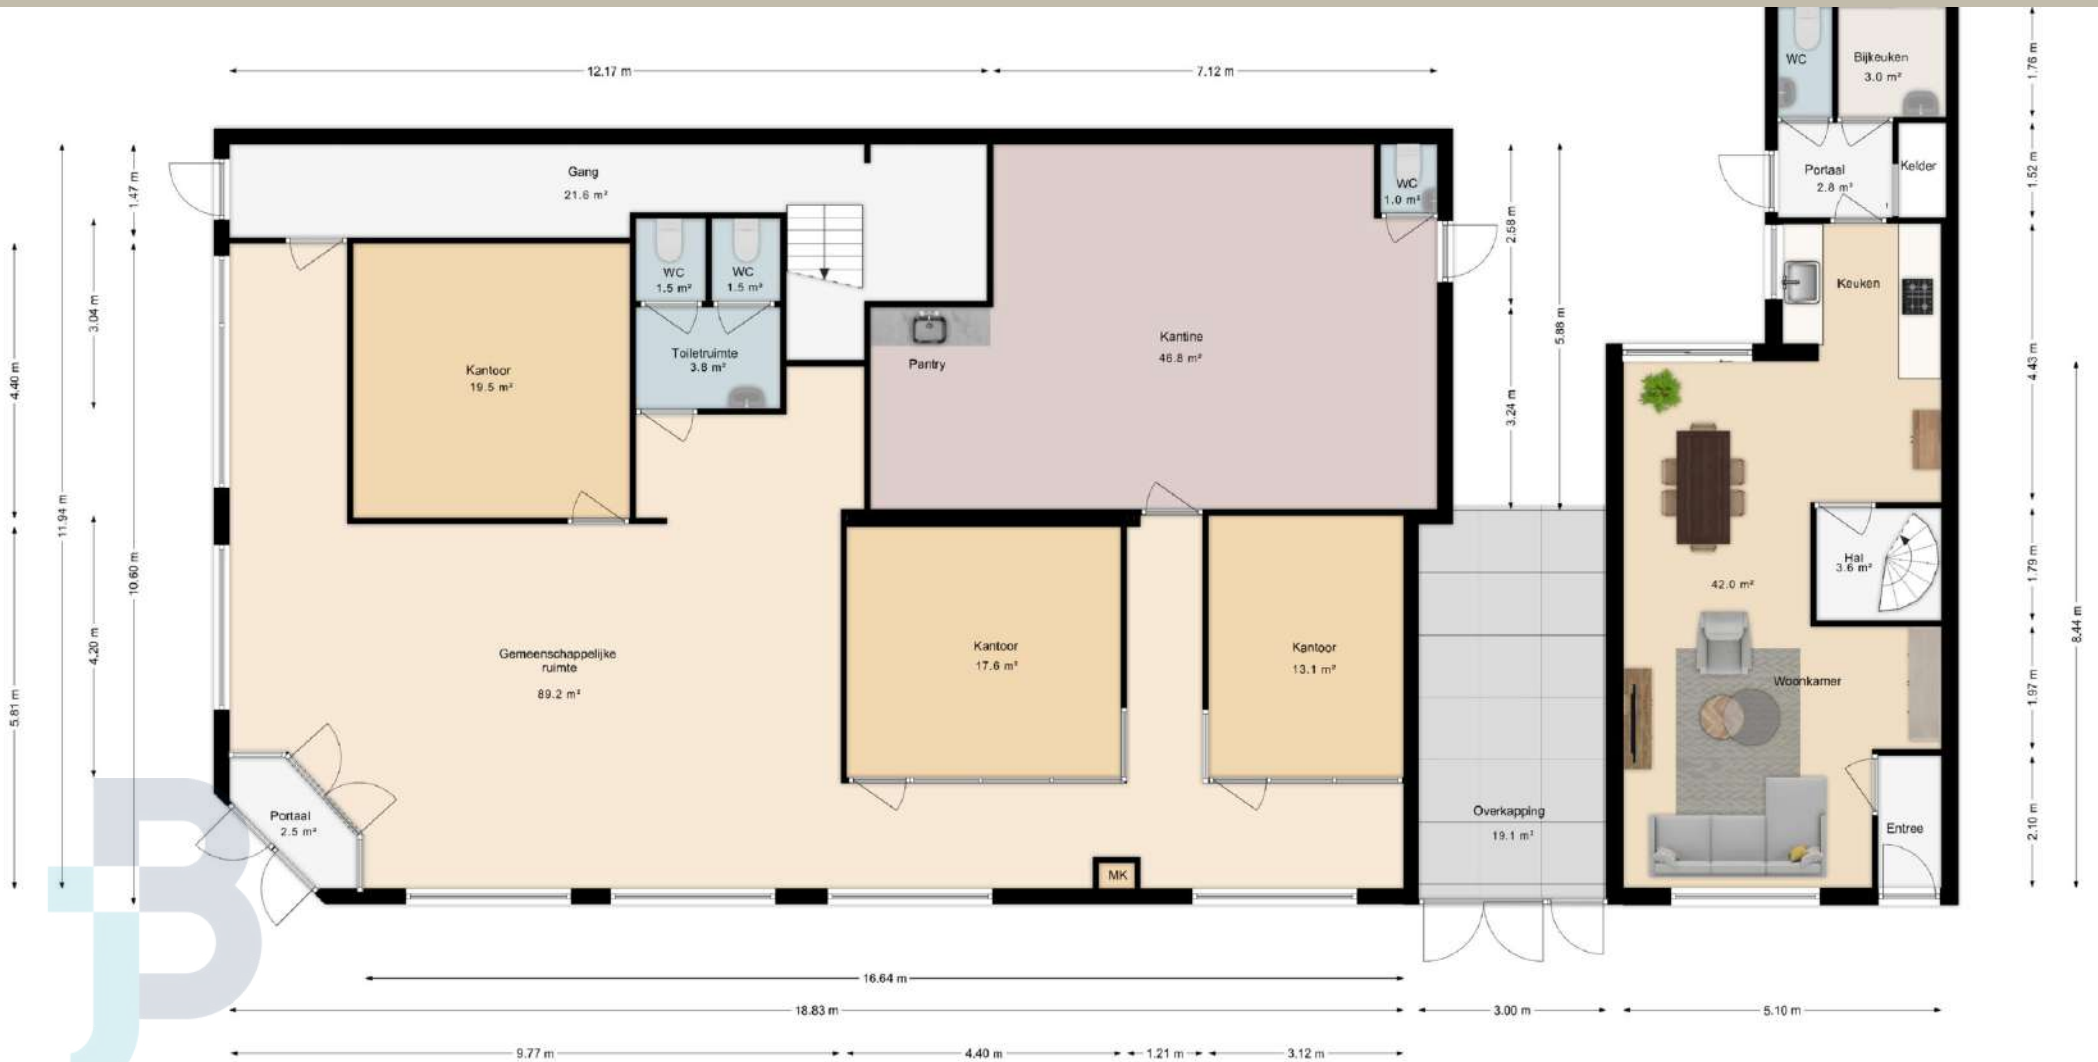 12.17 m
7.12 m
WC
Bijkeuken
3.0 m²
1.76 m
Gang
21.6 m²
1.47 m
WC
1.0 m²
Portaal
2.8 m²
Kelder
1.52 m
2.58 m
WC
1.5 m²
WC
1.5 m²
Keuken
3.04 m
4.40 m
Toiletruimte
3.8 m²
Kantoor
19.5 m²
Pantry
Kantine
46.8 m²
5.88 m
3.24 m
4.43 m
11.94 m
10.60 m
Hal
3.6 m²
42.0 m²
1.79 m
8.44 m
4.20 m
5.81 m
Gemeenschappelijke
ruimte
89.2 m²
Kantoor
17.6 m²
Kantoor
13.1 m²
Woonkamer
1.97 m
Portaal
2.5 m²
Overkapping
19.1 m²
Entree
2.10 m
MK
jB
16.64 m
18.83 m
3.00 m
5.10 m
9.77 m
4.40 m
1.21 m
3.12 m